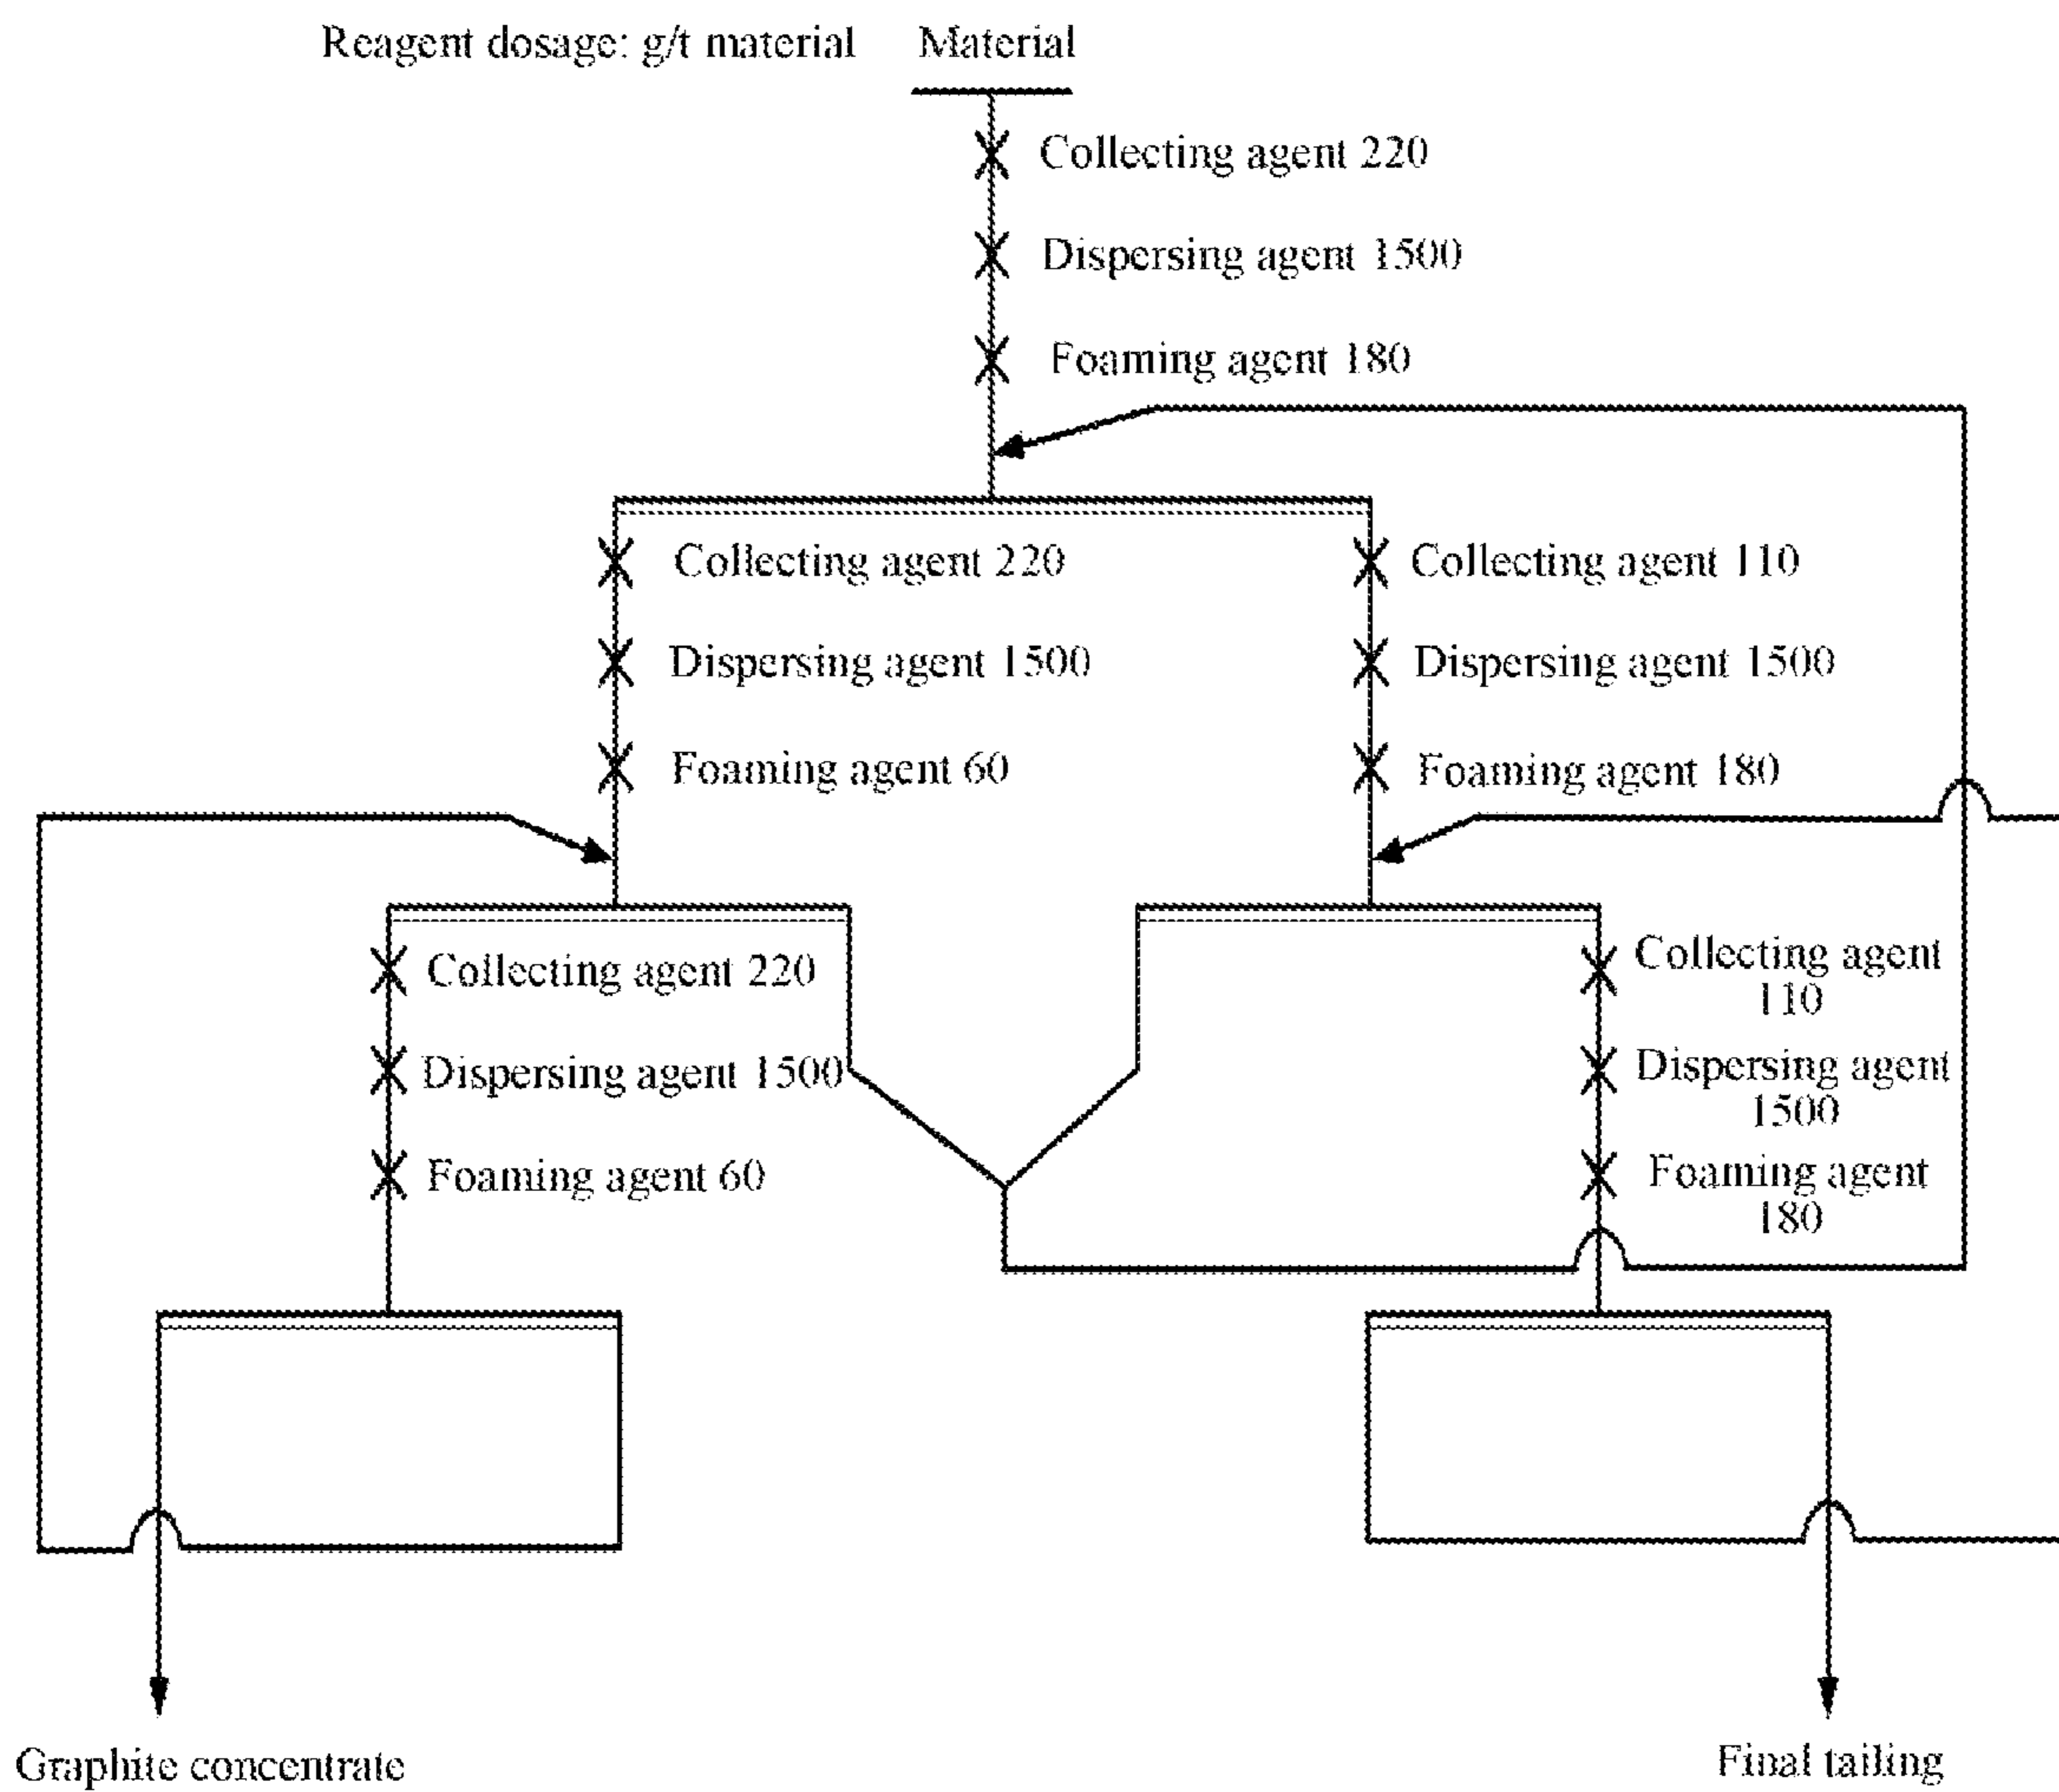 Reagent dosage: g/t material
Material
Collecting agent 220
Dispersing agent 1500
Foaming agent 180
Collecting agent 220
Collecting agent 110
Dispersing agent 1500
Dispersing agent 1500
Foaming agent 60
Foaming agent 180
Collecting agent 220
Collecting agent
110
Dispersing agent 1500
Dispersing agent
1500
Foaming agent 60
Foaming agent
180
Graphite concentrate
Final tailing